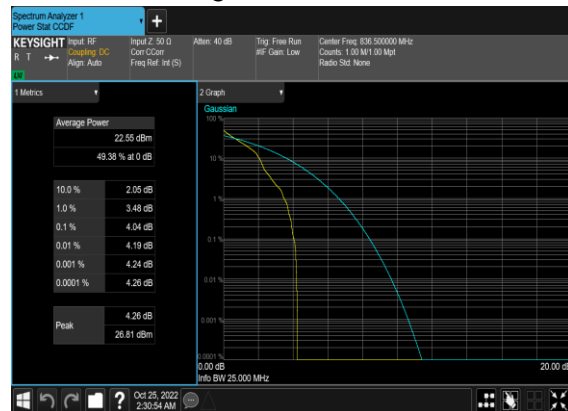 Spectrum Analyzer 1
Power Stat CCDF
KEYSIGHT
R T
LXI
Input: RF
Coupling: DC
Align: Auto
Input Z: 50 Ω
Corr CCorr
Freq Ref: Int (S)
Atten: 40 dB
Trig: Free Run
#IF Gain: Low
Center Freq: 836.500000 MHz
Counts: 1.00 M/1.00 Mpt
Radio Std: None
1 Metrics
Average Power
22.55 dBm
49.38 % at 0 dB
10.0 % 2.05 dB
1.0 % 3.48 dB
0.1 % 4.04 dB
0.01 % 4.19 dB
0.001 % 4.24 dB
0.0001 % 4.26 dB
Peak
4.26 dB
26.81 dBm
2 Graph
Gaussian
100 %
10 %
1 %
0.1 %
0.01 %
0.001 %
0.0001 %
0.00 dB 20.00 dB
Info BW 25.000 MHz
?
Oct 25, 2022
2:30:54 AM